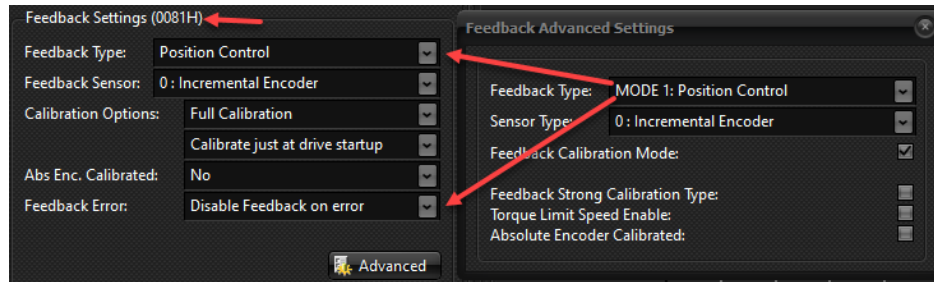 Feedback Settings (0081H)
Feedback Type: Position Control
Feedback Sensor: 0 : Incremental Encoder
Calibration Options: Full Calibration
Calibrate just at drive startup
Abs Enc. Calibrated: No
Feedback Error: Disable Feedback on error
Advanced
Feedback Advanced Settings
Feedback Type: MODE 1: Position Control
Sensor Type: 0 : Incremental Encoder
Feedback Calibration Mode:
Feedback Strong Calibration Type:
Torque Limit Speed Enable:
Absolute Encoder Calibrated: